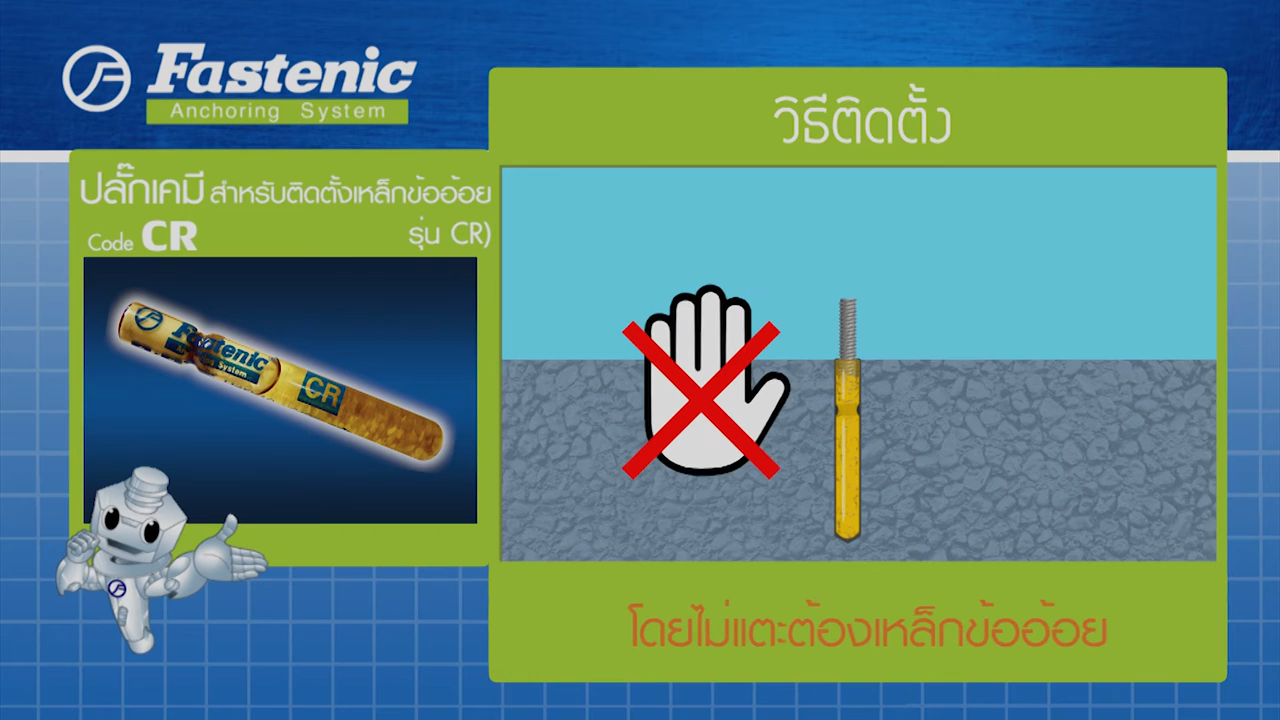 Fastenic
Anchoring System
วิธีติดตั้ง
ปลั๊กเคมี สำหรับติดตั้งเหล็กข้ออ้อย
Code CR รุ่น CR)
Fastenic
Anchoring System
CR
โดยไม่แตะต้องเหล็กข้ออ้อย